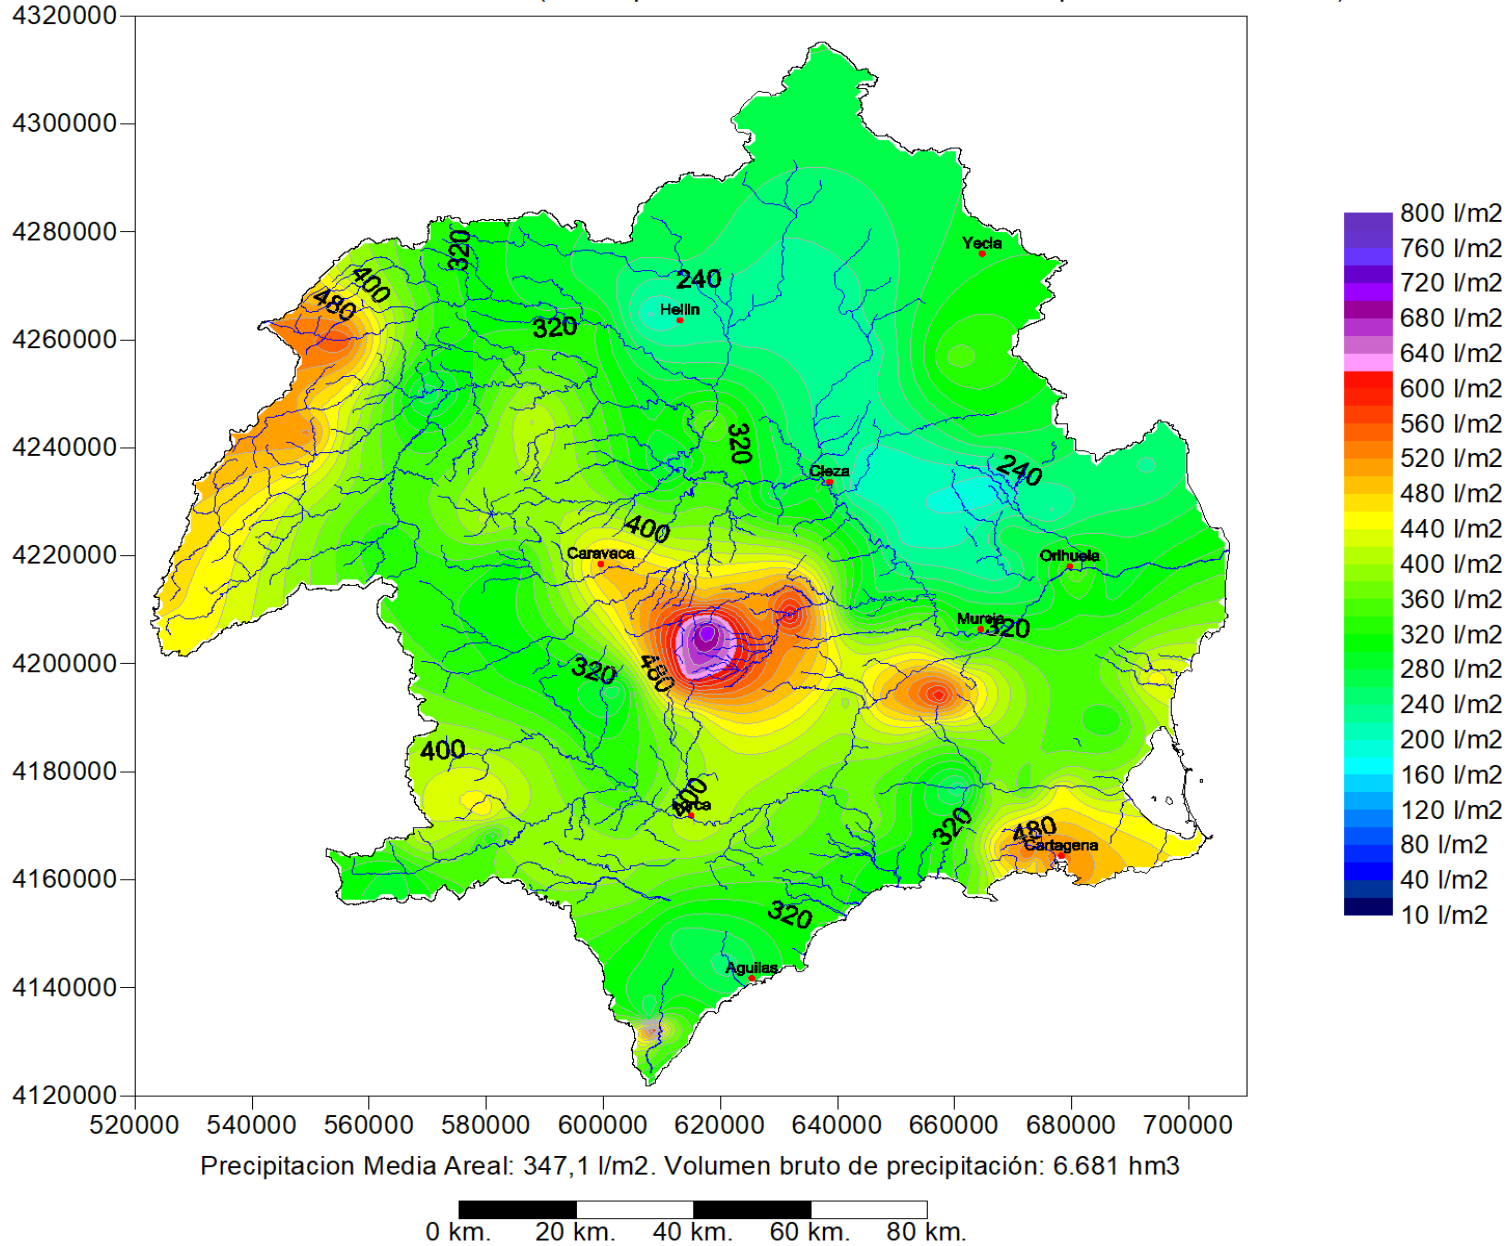 4320000
4300000
4280000
4260000
4240000
4220000
4200000
4180000
4160000
4140000
4120000
520000 540000 560000 580000 600000 620000 640000 660000 680000 700000
320
400
480
320
240
Hellin
Yecla
320
Cieza
240
400
Caravaca
Orihuela
Murcia
320
320
480
400
400
Lorca
320
480
Cartagena
320
Aguilas
800 l/m2
760 l/m2
720 l/m2
680 l/m2
640 l/m2
600 l/m2
560 l/m2
520 l/m2
480 l/m2
440 l/m2
400 l/m2
360 l/m2
320 l/m2
280 l/m2
240 l/m2
200 l/m2
160 l/m2
120 l/m2
80 l/m2
40 l/m2
10 l/m2
Precipitacion Media Areal: 347,1 l/m2. Volumen bruto de precipitación: 6.681 hm3
0 km. 20 km. 40 km. 60 km. 80 km.